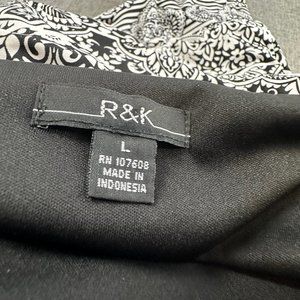 R&K
L
RN 107608
MADE IN
INDONESIA